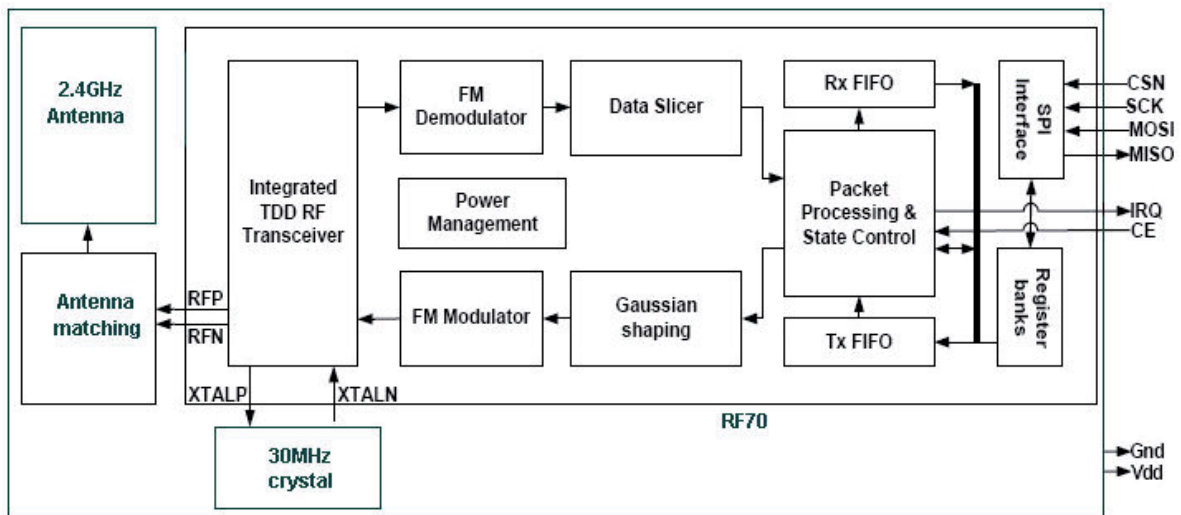 2.4GHz
Antenna
Antenna
matching
RFP
RFN
Integrated
TDD RF
Transceiver
XTALP
XTALN
30MHz
crystal
FM
Demodulator
Data Slicer
Power
Management
FM Modulator
Gaussian
shaping
Rx FIFO
Packet
Processing &
State Control
Tx FIFO
SPI
Interface
Register
banks
CSN
SCK
MOSI
MISO
IRQ
CE
RF70
Gnd
Vdd